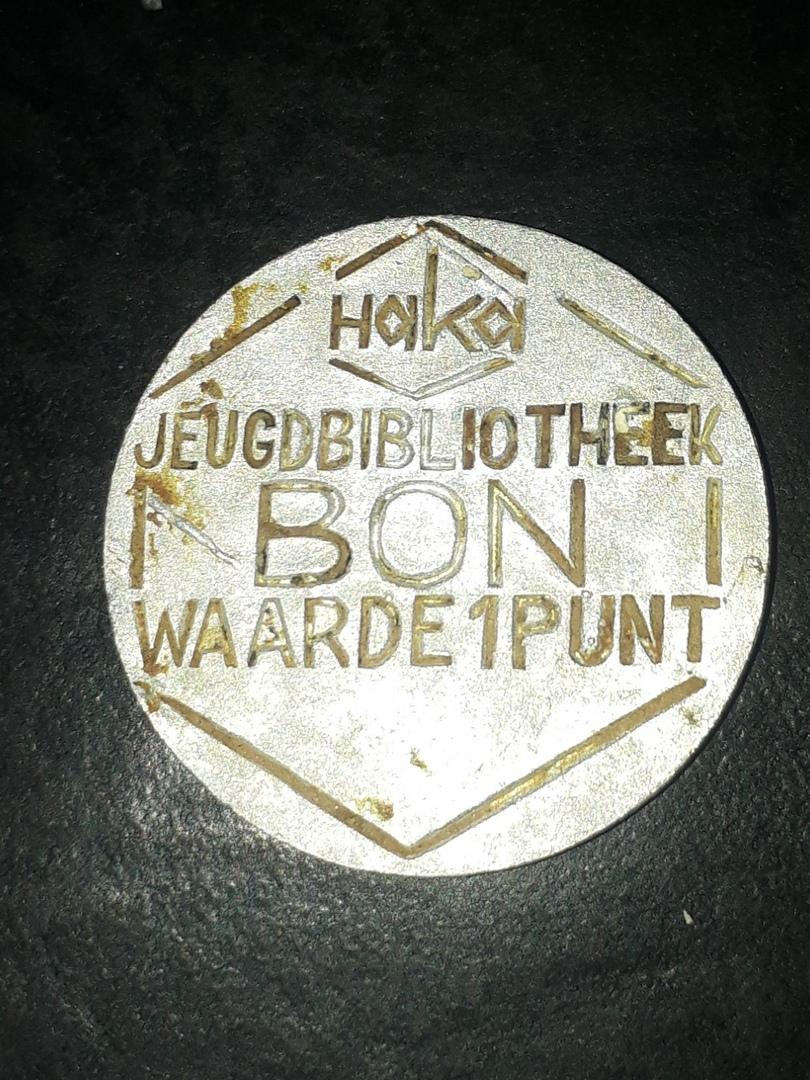 Haka
JEUGDBIBLIOTHEEK
BON
WAARDE 1 PUNT